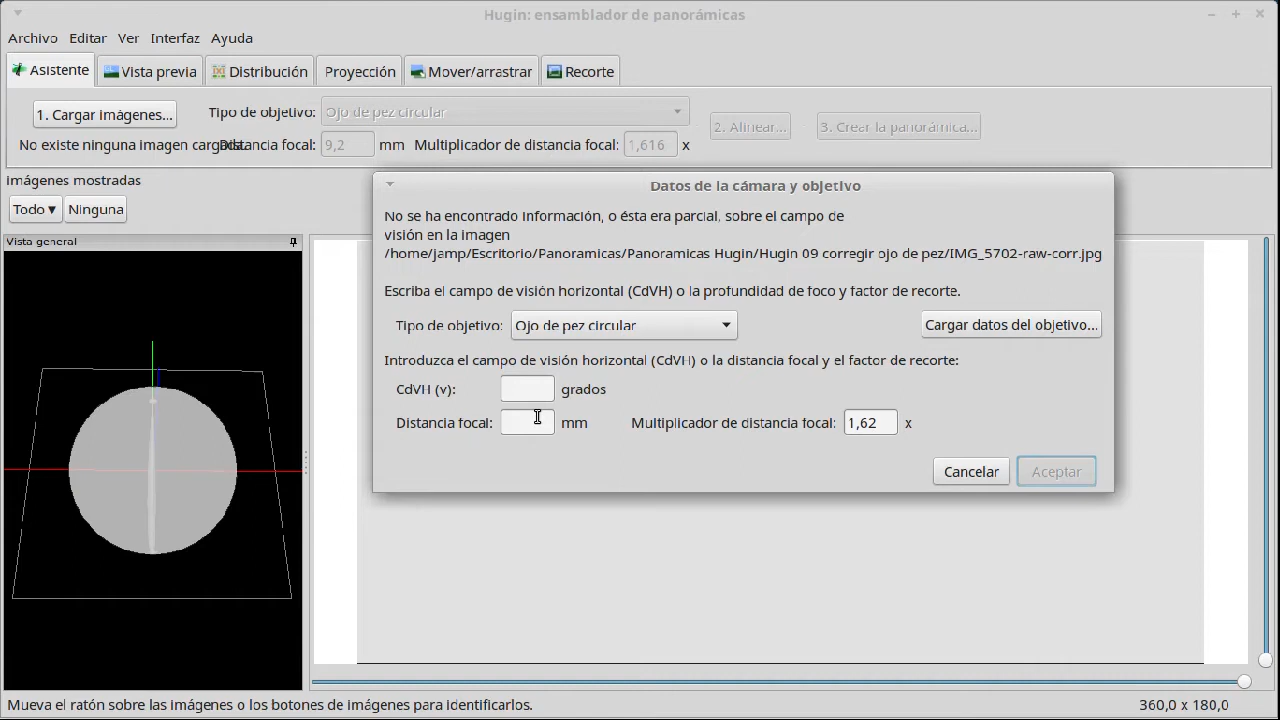 Hugin: ensamblador de panorámicas
Archivo Editar Ver Interfaz Ayuda
Asistente Vista previa Distribución Proyección Mover/arrastrar Recorte
1. Cargar imágenes... Tipo de objetivo: Ojo de pez circular 2. Alinear... 3. Crear la panorámica...
No existe ninguna imagen cargada. Distancia focal: 9,2 mm Multiplicador de distancia focal: 1,616 x
Imágenes mostradas
Todo Ninguna
Vista general
Datos de la cámara y objetivo
No se ha encontrado información, o ésta era parcial, sobre el campo de
visión en la imagen
/home/jamp/Escritorio/Panoramicas/Panoramicas Hugin/Hugin 09 corregir ojo de pez/IMG_5702-raw-corr.jpg
Escriba el campo de visión horizontal (CdVH) o la profundidad de foco y factor de recorte.
Tipo de objetivo: Ojo de pez circular Cargar datos del objetivo...
Introduzca el campo de visión horizontal (CdVH) o la distancia focal y el factor de recorte:
CdVH (v): grados
Distancia focal: mm Multiplicador de distancia focal: 1,62 x
Cancelar Aceptar
Mueva el ratón sobre las imágenes o los botones de imágenes para identificarlos. 360,0 x 180,0